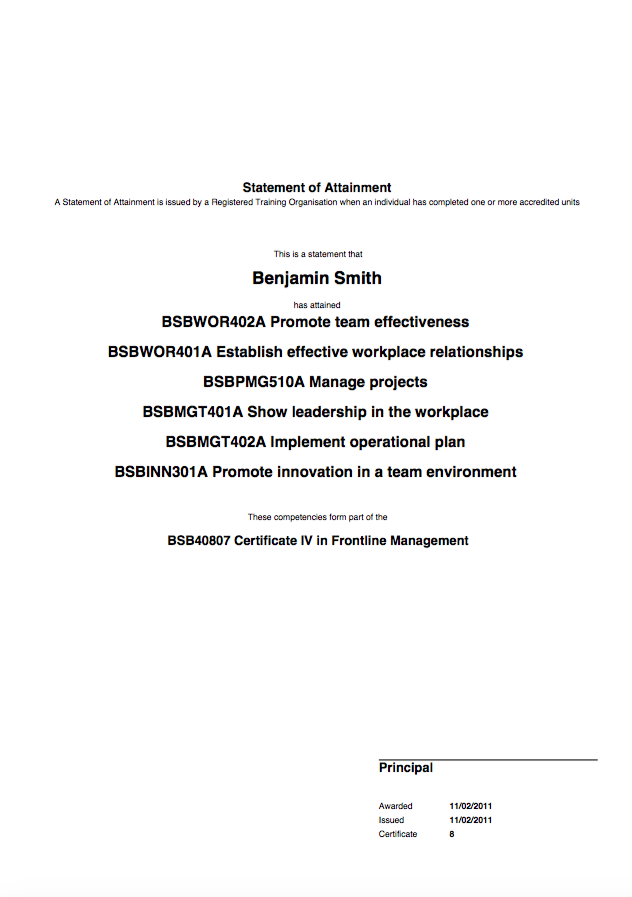 Statement of Attainment
A Statement of Attainment is issued by a Registered Training Organisation when an individual has completed one or more accredited units
This is a statement that
Benjamin Smith
has attained
BSBWOR402A Promote team effectiveness
BSBWOR401A Establish effective workplace relationships
BSBPMG510A Manage projects
BSBMGT401A Show leadership in the workplace
BSBMGT402A Implement operational plan
BSBINN301A Promote innovation in a team environment
These competencies form part of the
BSB40807 Certificate IV in Frontline Management
Principal
Awarded 11/02/2011
Issued 11/02/2011
Certificate 8